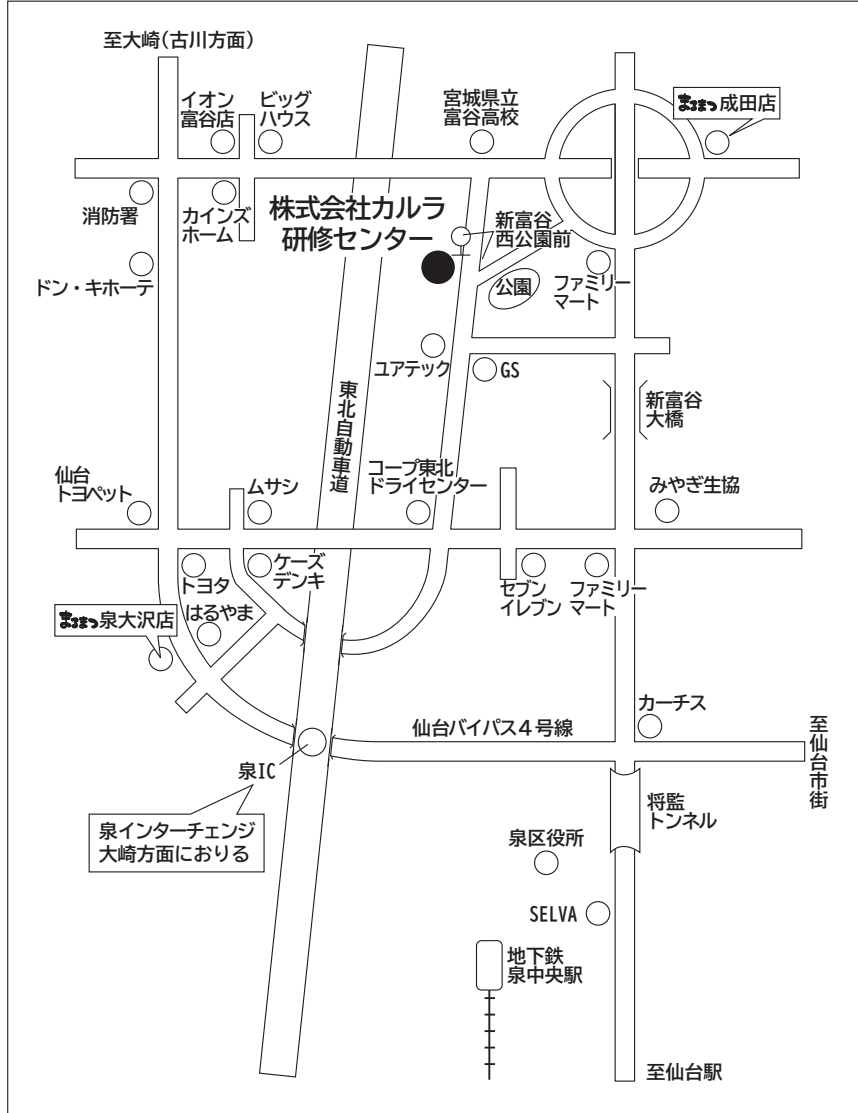 至大崎(古川方面)
イオン
富谷店
ビッグ
ハウス
宮城県立
富谷高校
まるまつ 成田店
消防署
カインズ
ホーム
株式会社カルラ
研修センター
新富谷
西公園前
ドン・キホーテ
公園
ファミリー
マート
ユアテック
GS
東北自動車道
新富谷
大橋
仙台
トヨペット
ムサシ
コープ東北
ドライセンター
みやぎ生協
トヨタ
ケーズ
デンキ
セブン
イレブン
ファミリー
マート
はるやま
まるまつ 泉大沢店
カーチス
仙台バイパス4号線
至仙台市街
泉IC
泉インターチェンジ
大崎方面におりる
将監
トンネル
泉区役所
SELVA
地下鉄
泉中央駅
至仙台駅